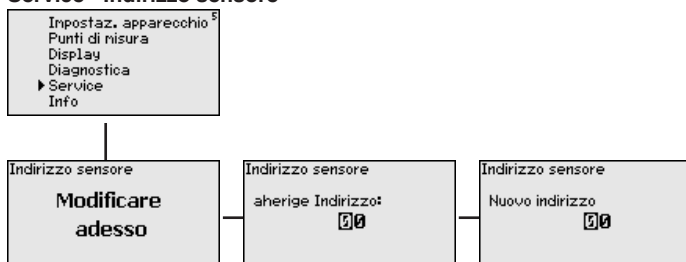 Service - Indirizzo sensore
Impostaz. apparecchio 5
Punti di misura
Display
Diagnostica
Service
Info
Indirizzo sensore
Modificare
adesso
Indirizzo sensore
aherige Indirizzo:
00
Indirizzo sensore
Nuovo indirizzo
00